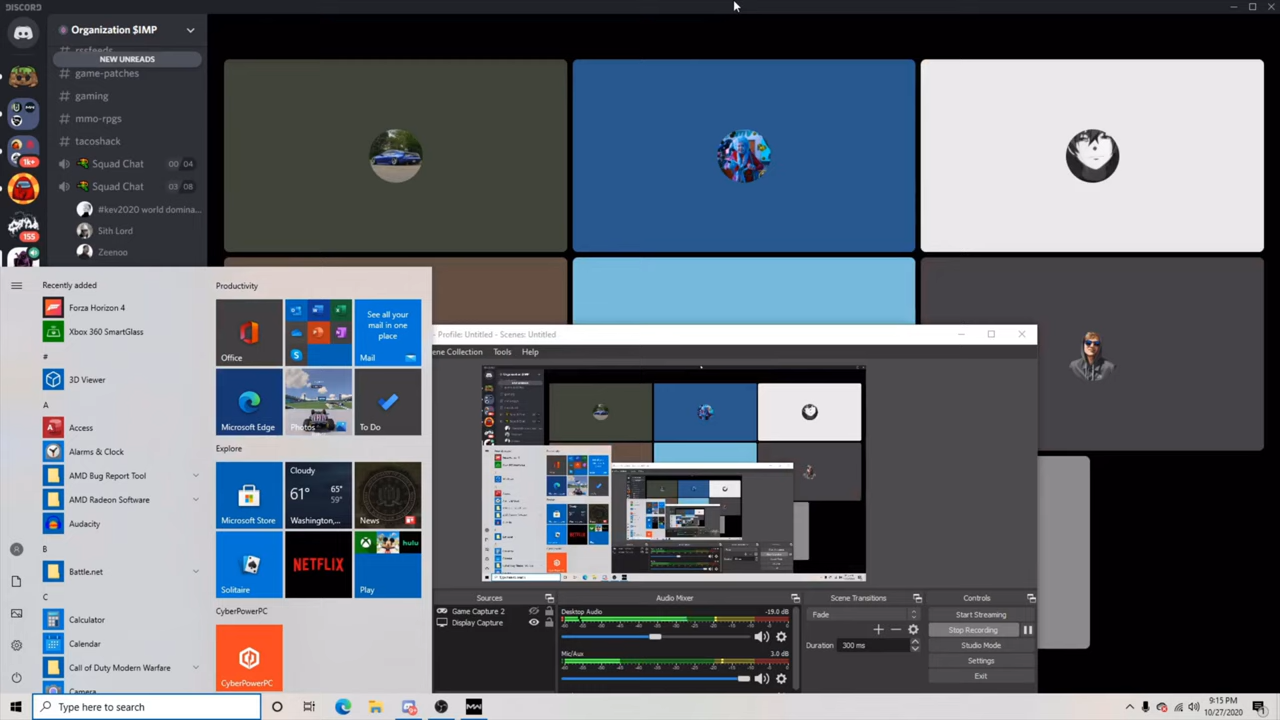 DISCORD
Organization $IMP
rssfeeds
NEW UNREADS
# game-patches
# gaming
# mmo-rpgs
# tacoshack
Squad Chat 00 04
Squad Chat 03 08
#kev2020 world domina...
Sith Lord
Zeenoo
1K+
155
Recently added
Forza Horizon 4
Xbox 360 SmartGlass
#
3D Viewer
A
Access
Alarms & Clock
AMD Bug Report Tool
AMD Radeon Software
Audacity
B
Battle.net
C
Calculator
Calendar
Call of Duty Modern Warfare
Camera
Productivity
Office
See all your mail in one place
Mail
Microsoft Edge
Photos
To Do
Explore
Microsoft Store
Cloudy
61° 65° 59°
Washington,...
News
Solitaire
NETFLIX
hulu
Play
CyberPowerPC
CyberPowerPC
- Profile: Untitled - Scenes: Untitled
ene Collection Tools Help
Sources
Game Capture 2
Display Capture
Audio Mixer
Desktop Audio -19.0 dB
Mic/Aux 3.0 dB
Scene Transitions
Fade
Duration 300 ms
Controls
Start Streaming
Stop Recording
Studio Mode
Settings
Exit
Type here to search
9:15 PM
10/27/2020